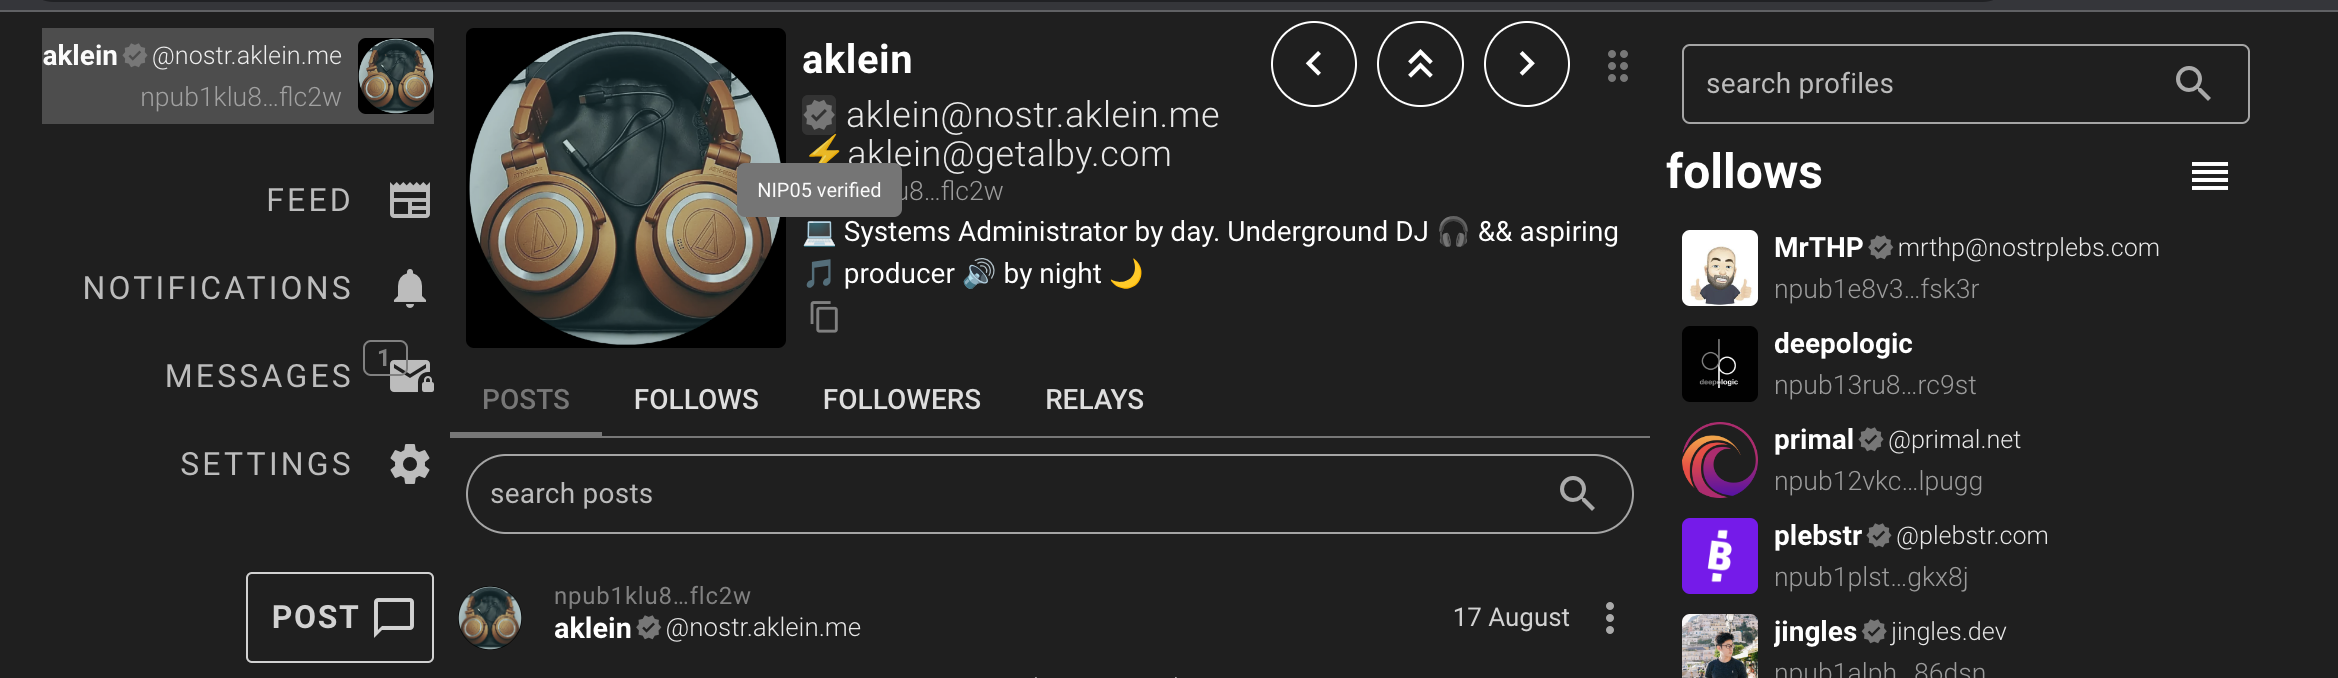 aklein @nostr.aklein.me
npub1klu8...flc2w
FEED
NOTIFICATIONS
1
MESSAGES
SETTINGS
POST
aklein
aklein@nostr.aklein.me
⚡aklein@getalby.com
u8...flc2w
NIP05 verified
💻 Systems Administrator by day. Underground DJ 🎧 && aspiring
🎵 producer 🔊 by night 🌙
POSTS FOLLOWS FOLLOWERS RELAYS
search posts
npub1klu8...flc2w
aklein @nostr.aklein.me
17 August
search profiles
follows
MrTHP mrthp@nostrplebs.com
npub1e8v3...fsk3r
deepologic
deepologic
npub13ru8...rc9st
primal @primal.net
npub12vkc...lpugg
plebstr @plebstr.com
npub1plst...gkx8j
jingles jingles.dev
npub1alph...86dsn